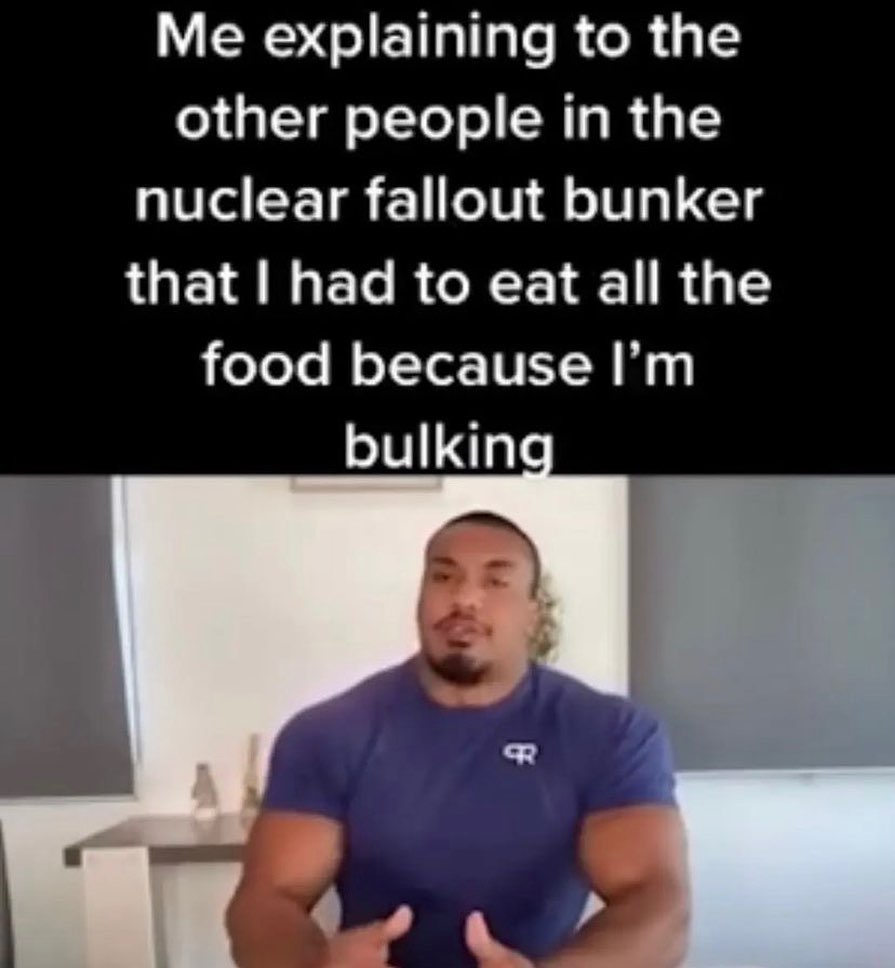 Me explaining to the
other people in the
nuclear fallout bunker
that I had to eat all the
food because I’m
bulking
PR